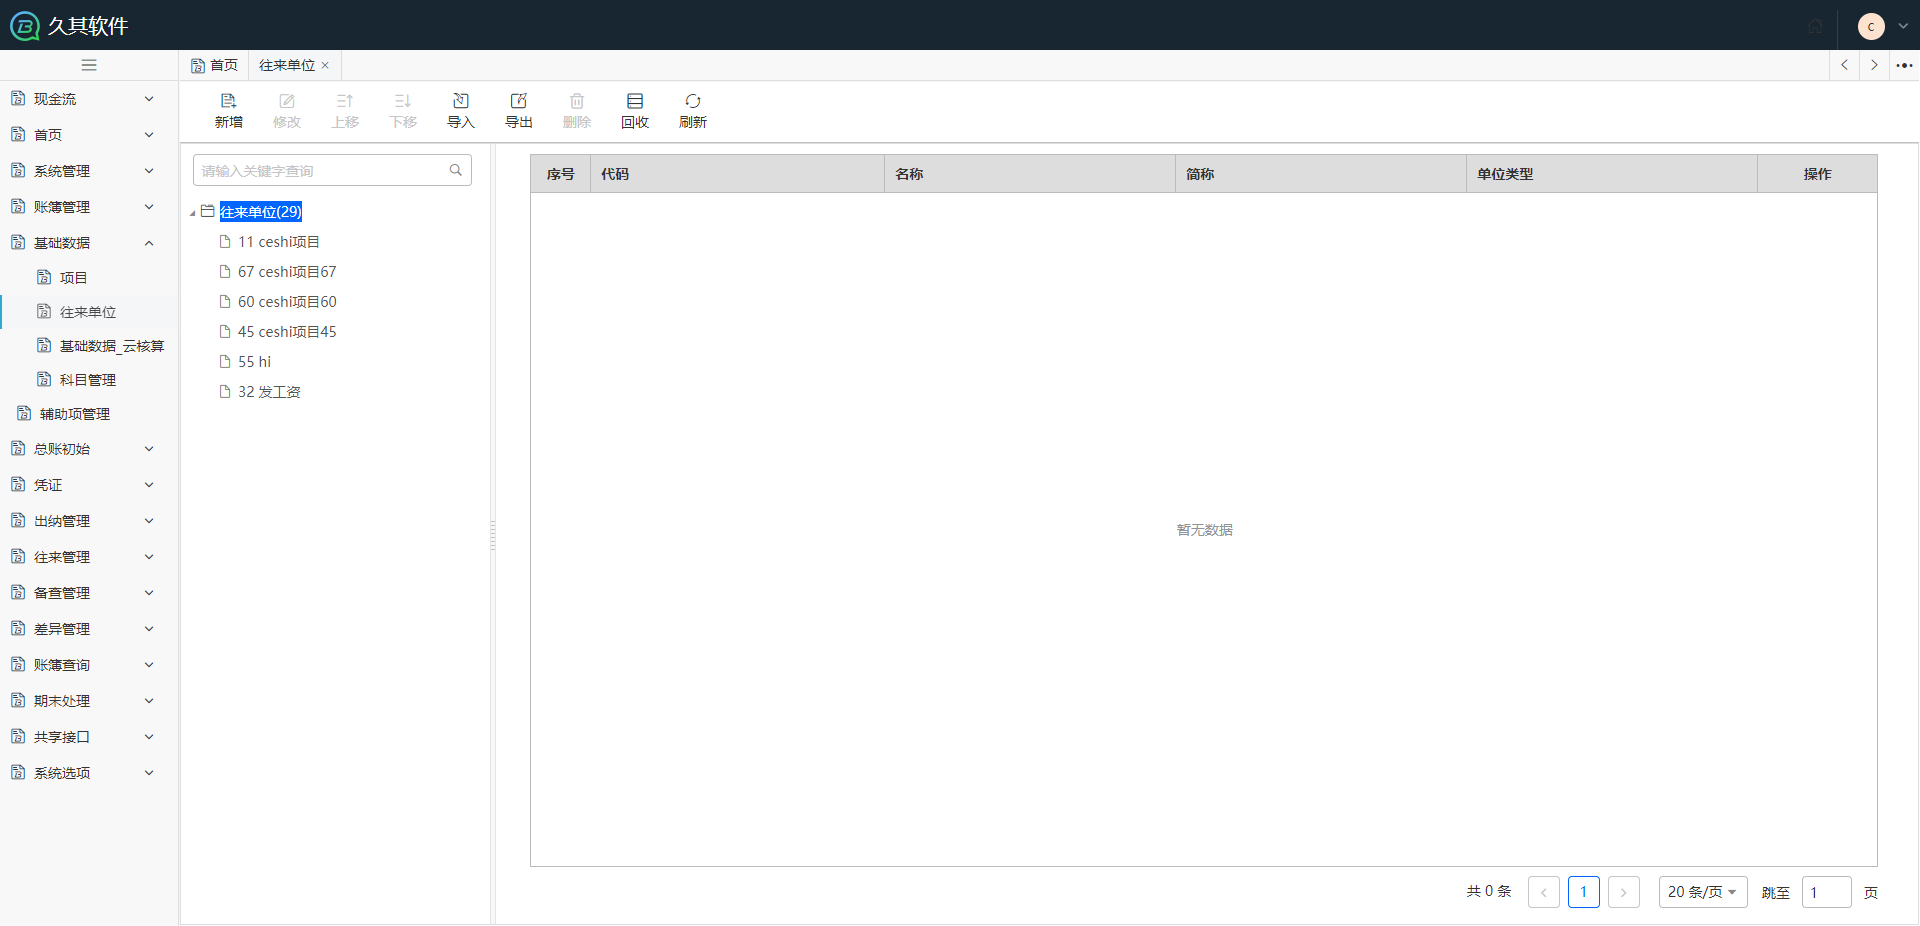 久其软件
C
首页
往来单位
现金流
首页
系统管理
账簿管理
基础数据
项目
往来单位
基础数据_云核算
科目管理
辅助项管理
总账初始
凭证
出纳管理
往来管理
备查管理
差异管理
账簿查询
期末处理
共享接口
系统选项
新增 修改 上移 下移 导入 导出 删除 回收 刷新
请输入关键字查询
往来单位(29)
11 ceshi项目
67 ceshi项目67
60 ceshi项目60
45 ceshi项目45
55 hi
32 发工资
序号 代码 名称 简称 单位类型 操作
暂无数据
共 0 条 1 20 条/页 跳至 1 页